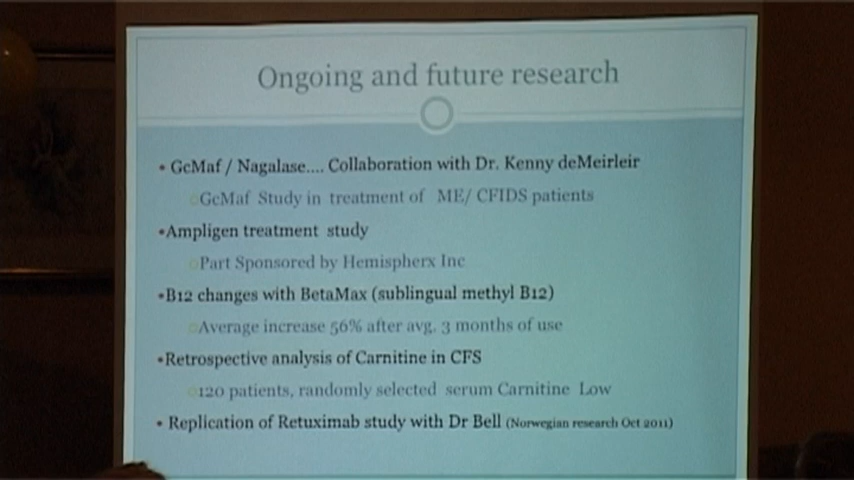 Ongoing and future research
• GcMaf / Nagalase.... Collaboration with Dr. Kenny deMeirleir
○GcMaf Study in treatment of ME/ CFIDS patients
•Ampligen treatment study
○Part Sponsored by Hemispherx Inc
•B12 changes with BetaMax (sublingual methyl B12)
○Average increase 56% after avg. 3 months of use
•Retrospective analysis of Carnitine in CFS
○120 patients, randomly selected serum Carnitine Low
• Replication of Retuximab study with Dr Bell (Norwegian research Oct 2011)